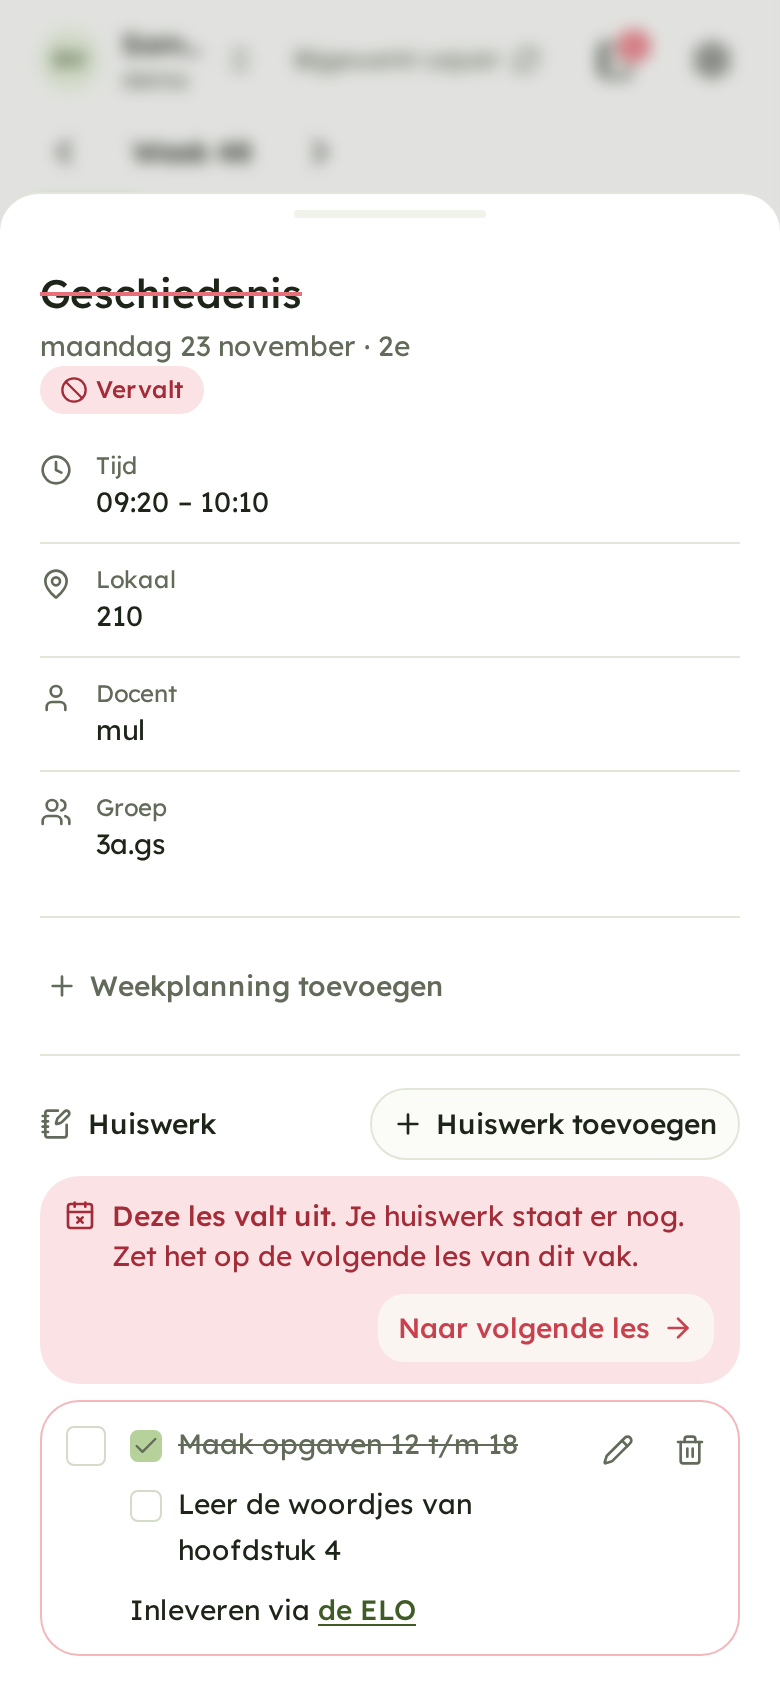 Week 48
Geschiedenis
maandag 23 november · 2e
Vervalt
Tijd
09:20 – 10:10
Lokaal
210
Docent
mul
Groep
3a.gs
Weekplanning toevoegen
Huiswerk
Huiswerk toevoegen
Deze les valt uit. Je huiswerk staat er nog.
Zet het op de volgende les van dit vak.
Naar volgende les
Maak opgaven 12 t/m 18
Leer de woordjes van
hoofdstuk 4
Inleveren via de ELO